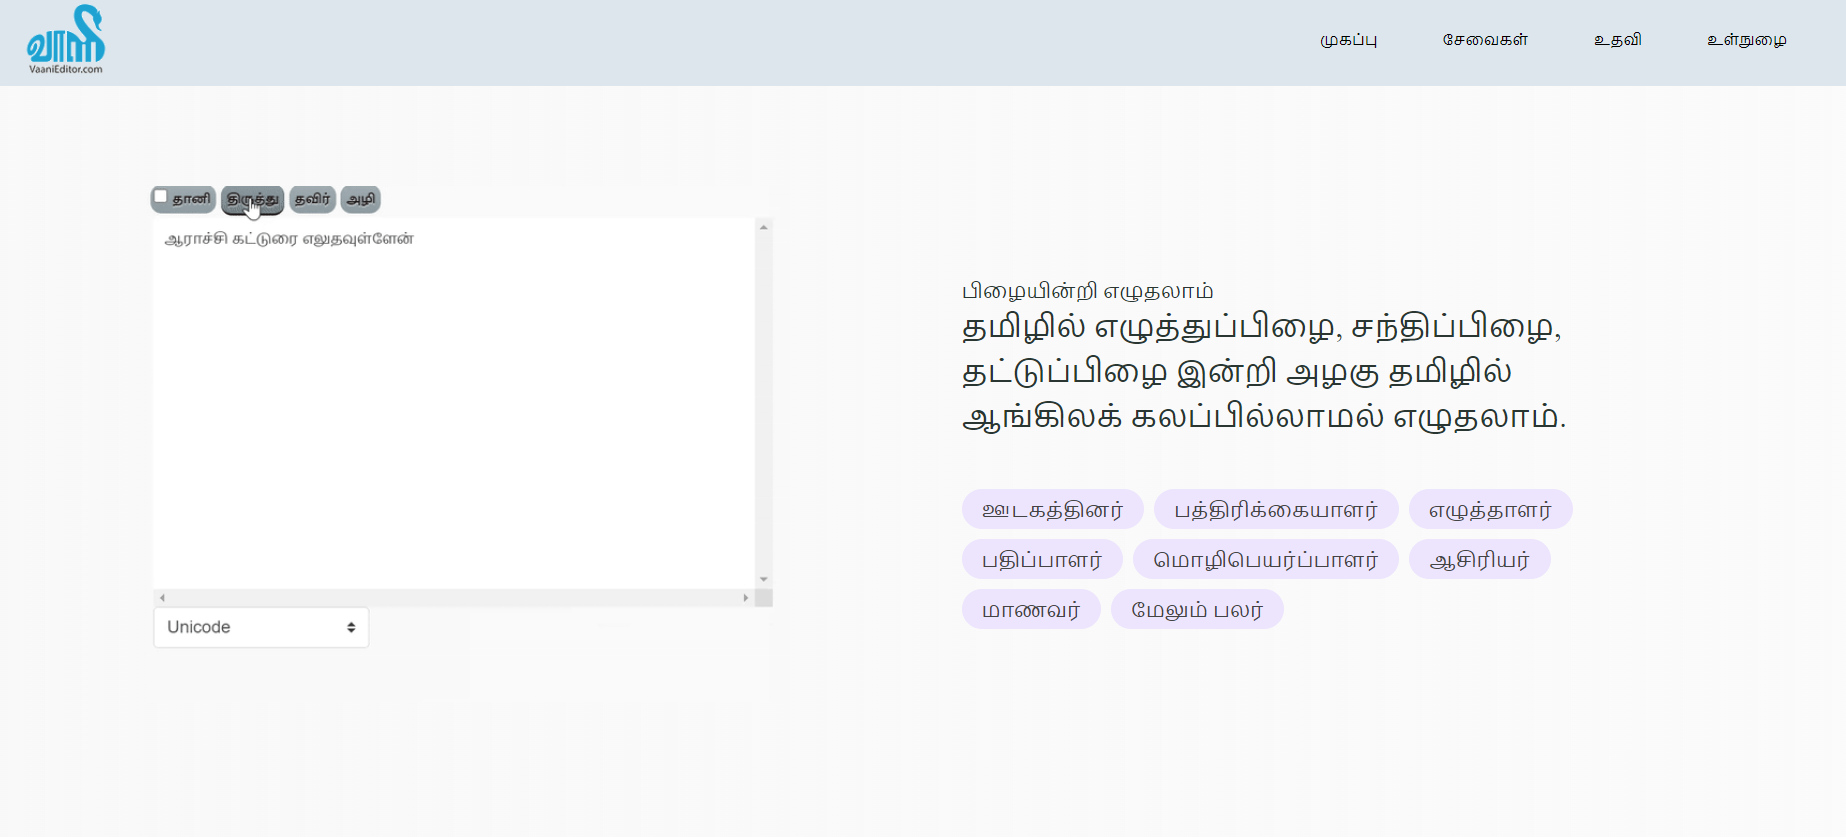 வாணி
VaaniEditor.com
முகப்பு சேவைகள் உதவி உள்நுழை
தானி திருத்து தவிர் அழி
ஆராச்சி கட்டுரை எலுதவுள்ளேன்
Unicode
பிழையின்றி எழுதலாம்
தமிழில் எழுத்துப்பிழை, சந்திப்பிழை,
தட்டுப்பிழை இன்றி அழகு தமிழில்
ஆங்கிலக் கலப்பில்லாமல் எழுதலாம்.
ஊடகத்தினர் பத்திரிக்கையாளர் எழுத்தாளர்
பதிப்பாளர் மொழிபெயர்ப்பாளர் ஆசிரியர்
மாணவர் மேலும் பலர்